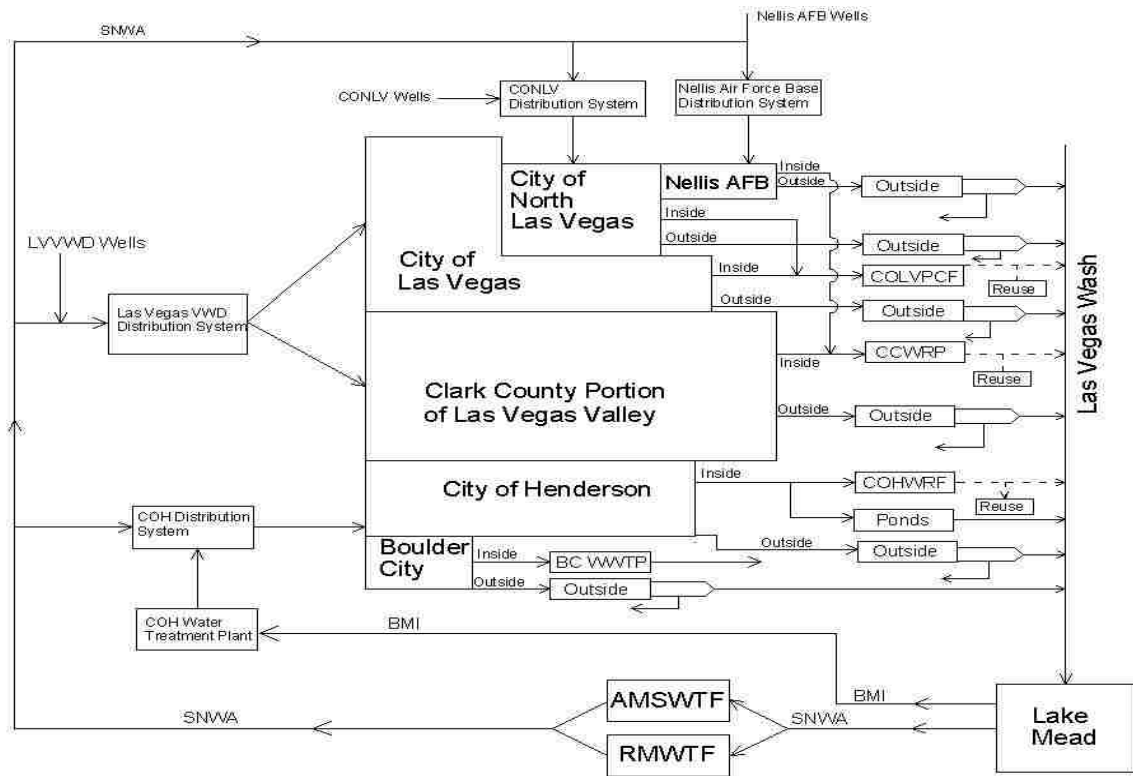 Nellis AFB Wells
SNWA
CONLV Wells
CONLV
Distribution System
Nellis Air Force Base
Distribution System
Inside
Outside
Outside
City of
North
Las Vegas
Nellis AFB
Inside
Outside
Outside
LVVWD Wells
City of
Las Vegas
Inside
COLVPCF
Reuse
Las Vegas VWD
Distribution System
Outside
Outside
Inside
CCWRP
Reuse
Las Vegas Wash
Clark County Portion
of Las Vegas Valley
Outside
Outside
City of Henderson
Inside
COHWRF
Reuse
Ponds
COH Distribution
System
Boulder
City
Outside
Outside
Inside
BC WWTP
Outside
Outside
COH Water
Treatment Plant
BMI
BMI
SNWA
AMSWTF
RMWTF
SNWA
Lake
Mead